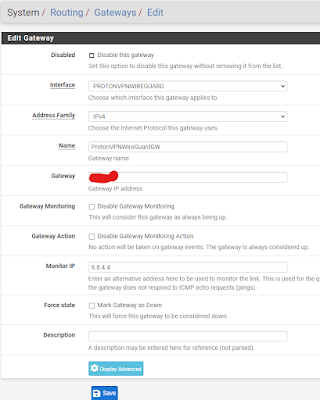 System / Routing / Gateways / Edit
Edit Gateway
Disabled
Disable this gateway
Set this option to disable this gateway without removing it from the list.
Interface
PROTONVPNWIREGUARD
Choose which interface this gateway applies to.
Address Family
IPv4
Choose the Internet Protocol this gateway uses.
Name
ProtonVPNWireGuardGW
Gateway name
Gateway
Gateway IP address
Gateway Monitoring
Disable Gateway Monitoring
This will consider this gateway as always being up.
Gateway Action
Disable Gateway Monitoring Action
No action will be taken on gateway events. The gateway is always considered up.
Monitor IP
8.8.4.4
Enter an alternative address here to be used to monitor the link. This is used for the q
the gateway does not respond to ICMP echo requests (pings).
Force state
Mark Gateway as Down
This will force this gateway to be considered down.
Description
A description may be entered here for reference (not parsed).
Display Advanced
Save